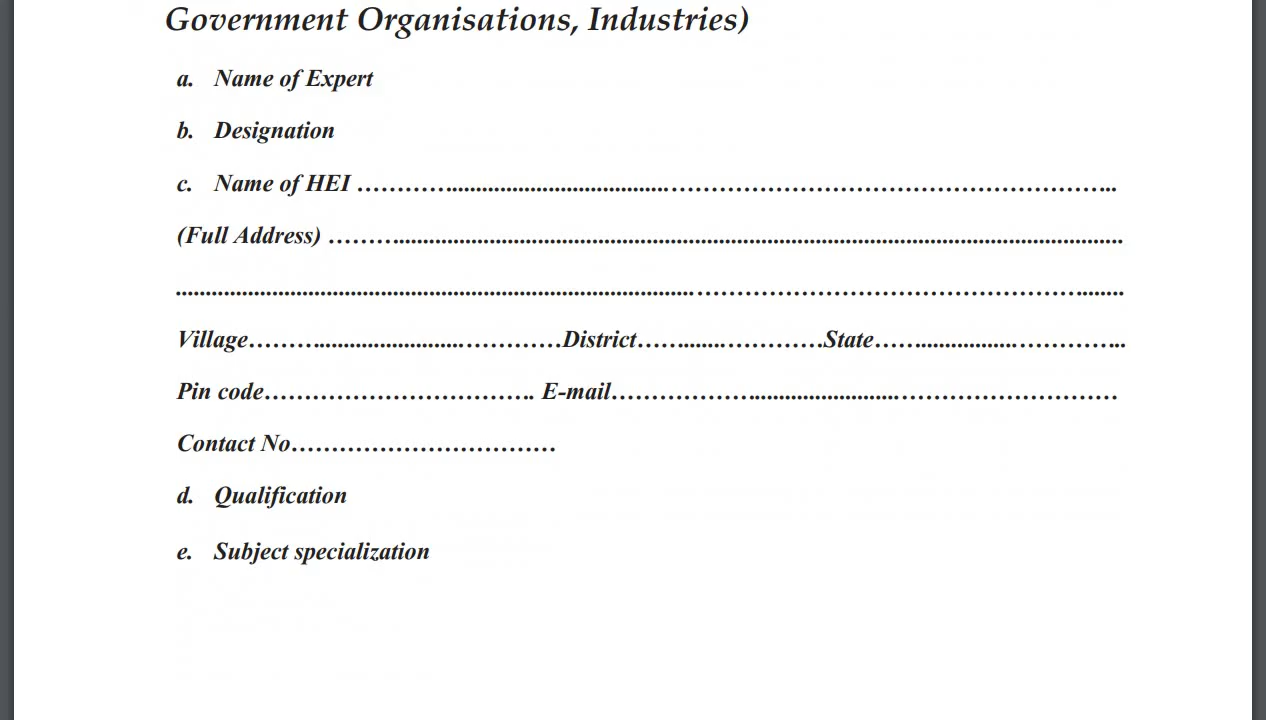 Government Organisations, Industries)
a. Name of Expert
b. Designation
c. Name of HEI ………........................................………………………………………………..
(Full Address) ………............................................................................................................................
........................................................................................……………………………………………........
Village………...........................…………District……........…………State……...................…………..
Pin code……………………………. E-mail………………..........................………………………
Contact No……………………………
d. Qualification
e. Subject specialization